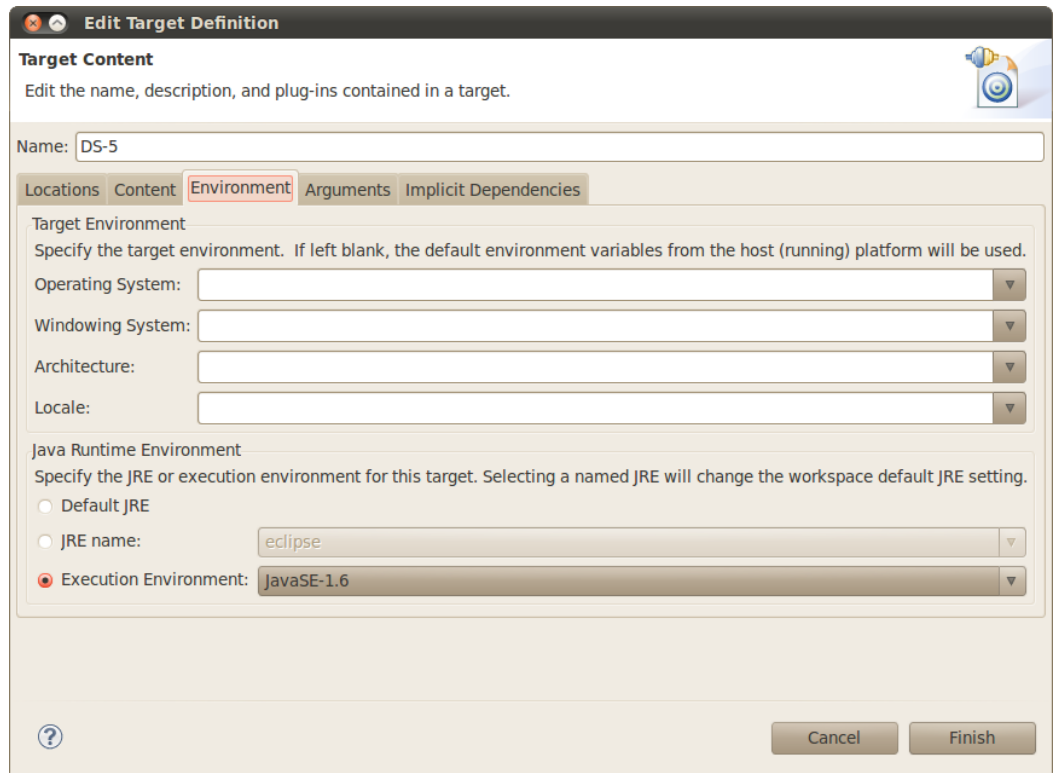 Edit Target Definition
Target Content
Edit the name, description, and plug-ins contained in a target.
Name: DS-5
Locations Content Environment Arguments Implicit Dependencies
Target Environment
Specify the target environment.  If left blank, the default environment variables from the host (running) platform will be used.
Operating System:
Windowing System:
Architecture:
Locale:
Java Runtime Environment
Specify the JRE or execution environment for this target. Selecting a named JRE will change the workspace default JRE setting.
Default JRE
JRE name: eclipse
Execution Environment: JavaSE-1.6
? Cancel Finish